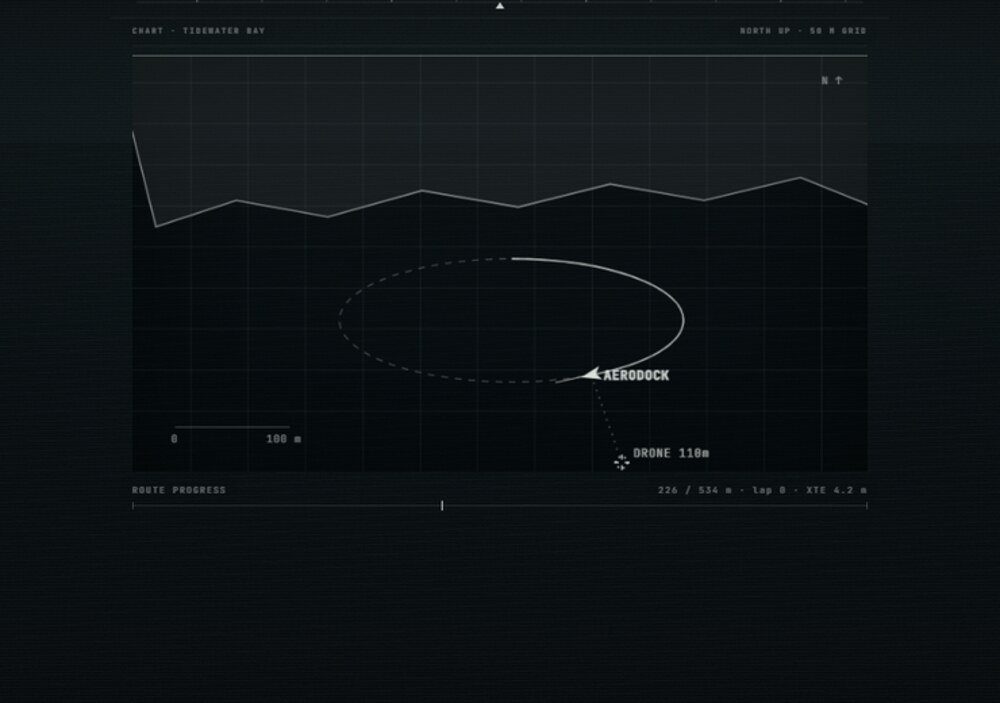 CHART · TIDEWATER BAY
NORTH UP · 50 M GRID
N ↑
AERODOCK
DRONE 110m
0
100 m
ROUTE PROGRESS
226 / 534 m · lap 0 · XTE 4.2 m